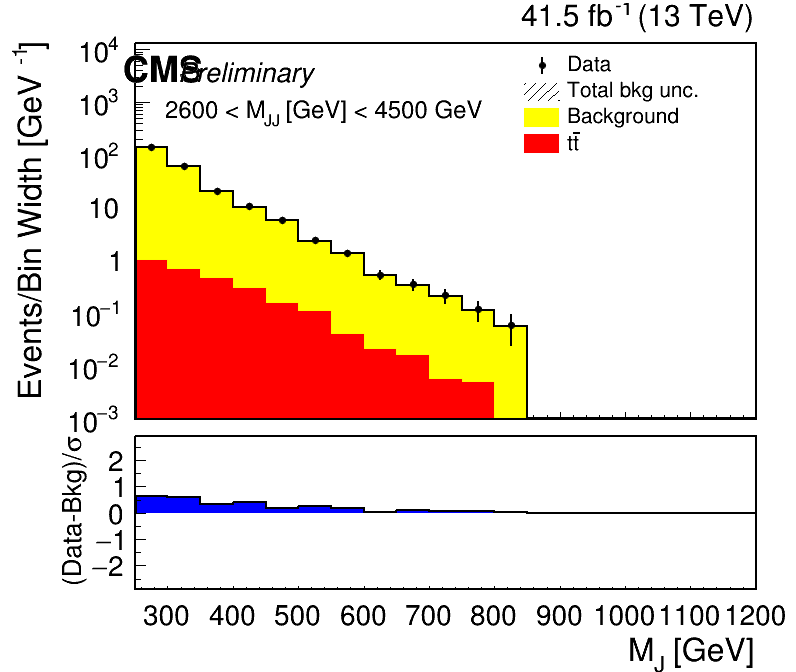 41.5 fb⁻¹ (13 TeV)
CMS Preliminary
2600 < M_JJ [GeV] < 4500 GeV
Data
Total bkg unc.
Background
tt̄
Events/Bin Width [GeV⁻¹]
10⁴
10³
10²
10
1
10⁻¹
10⁻²
10⁻³
(Data-Bkg)/σ
2
1
0
−1
−2
300 400 500 600 700 800 900 1000 1100 1200
M_J [GeV]